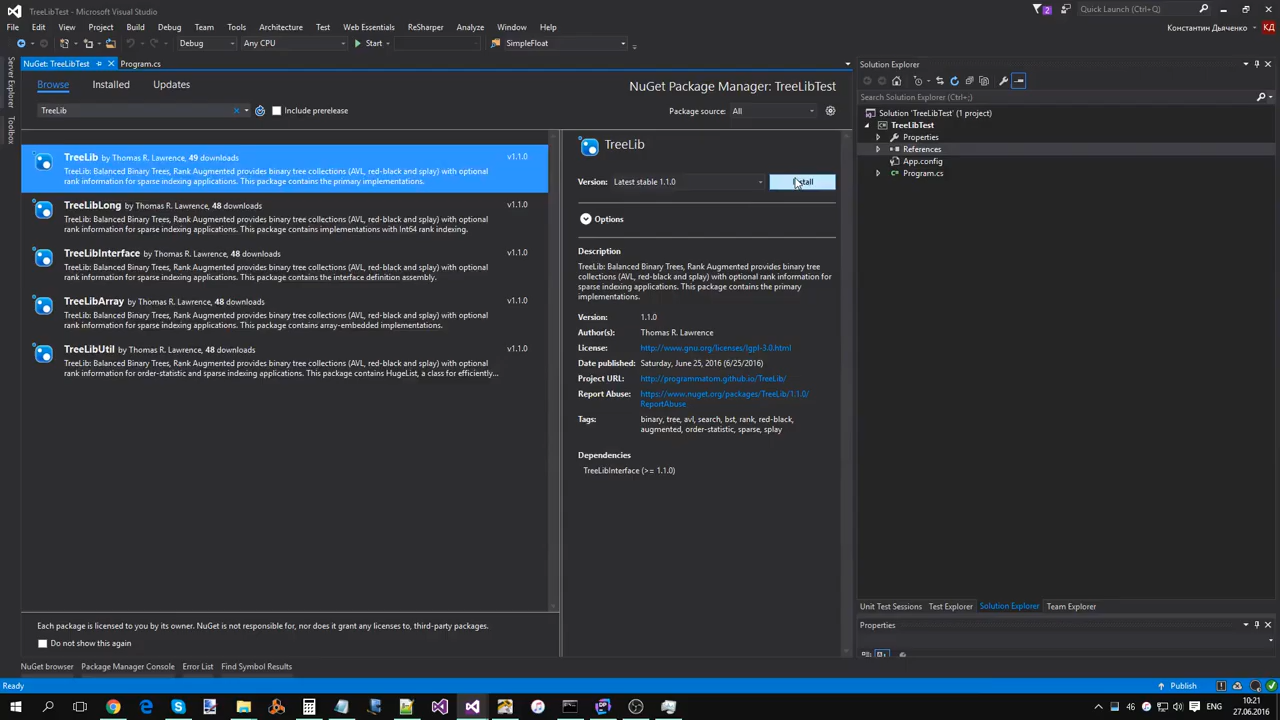 TreeLibTest - Microsoft Visual Studio
2
Quick Launch (Ctrl+Q)
File Edit View Project Build Debug Team Tools Architecture Test Web Essentials ReSharper Analyze Window Help
Константин Дьяченко КД
Debug Any CPU Start SimpleFloat
Server Explorer
Toolbox
NuGet: TreeLibTest Program.cs
Browse Installed Updates
NuGet Package Manager: TreeLibTest
TreeLib
Include prerelease
Package source: All
TreeLib by Thomas R. Lawrence, 49 downloads v1.1.0
TreeLib: Balanced Binary Trees, Rank Augmented provides binary tree collections (AVL, red-black and splay) with optional
rank information for sparse indexing applications. This package contains the primary implementations.
TreeLibLong by Thomas R. Lawrence, 48 downloads v1.1.0
TreeLib: Balanced Binary Trees, Rank Augmented provides binary tree collections (AVL, red-black and splay) with optional
rank information for sparse indexing applications. This package contains implementations with Int64 rank indexing.
TreeLibInterface by Thomas R. Lawrence, 48 downloads v1.1.0
TreeLib: Balanced Binary Trees, Rank Augmented provides binary tree collections (AVL, red-black and splay) with optional
rank information for sparse indexing applications. This package contains the interface definition assembly.
TreeLibArray by Thomas R. Lawrence, 48 downloads v1.1.0
TreeLib: Balanced Binary Trees, Rank Augmented provides binary tree collections (AVL, red-black and splay) with optional
rank information for sparse indexing applications. This package contains array-embedded implementations.
TreeLibUtil by Thomas R. Lawrence, 48 downloads v1.1.0
TreeLib: Balanced Binary Trees, Rank Augmented provides binary tree collections (AVL, red-black and splay) with optional
rank information for order-statistic and sparse indexing applications. This package contains HugeList, a class for efficiently...
Each package is licensed to you by its owner. NuGet is not responsible for, nor does it grant any licenses to, third-party packages.
Do not show this again
TreeLib
Version: Latest stable 1.1.0 Install
Options
Description
TreeLib: Balanced Binary Trees, Rank Augmented provides binary tree
collections (AVL, red-black and splay) with optional rank information for
sparse indexing applications. This package contains the primary
implementations.
Version: 1.1.0
Author(s): Thomas R. Lawrence
License: http://www.gnu.org/licenses/lgpl-3.0.html
Date published: Saturday, June 25, 2016 (6/25/2016)
Project URL: http://programmatom.github.io/TreeLib/
Report Abuse: https://www.nuget.org/packages/TreeLib/1.1.0/
ReportAbuse
Tags: binary, tree, avl, search, bst, rank, red-black,
augmented, order-statistic, sparse, splay
Dependencies
TreeLibInterface (>= 1.1.0)
Solution Explorer
Search Solution Explorer (Ctrl+;)
Solution 'TreeLibTest' (1 project)
TreeLibTest
Properties
References
App.config
Program.cs
Unit Test Sessions Test Explorer Solution Explorer Team Explorer
Properties
NuGet browser Package Manager Console Error List Find Symbol Results
Ready
Publish
ENG
10:21
27.06.2016